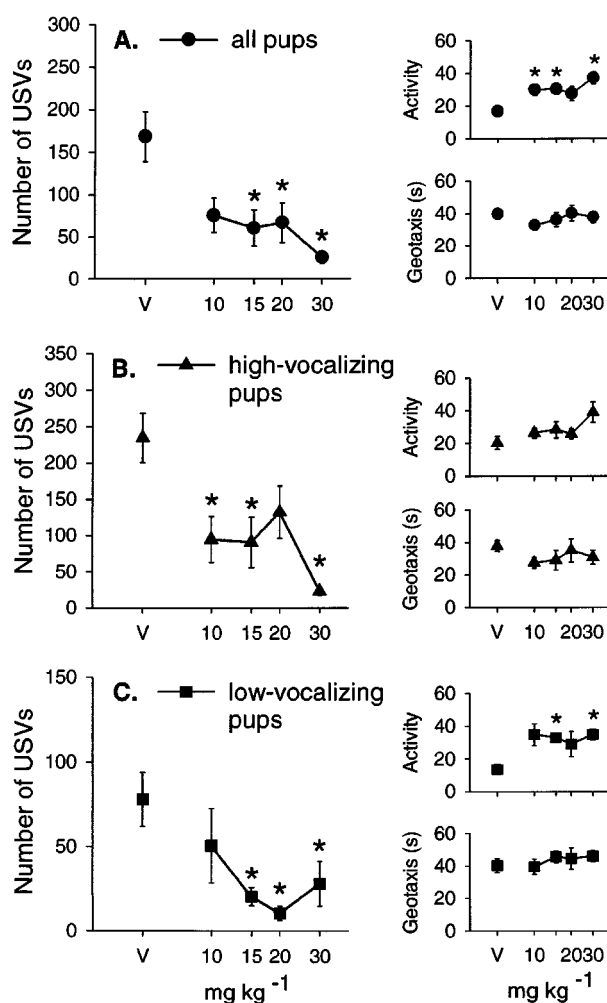 A. all pups
Number of USVs
300
250
200
150
100
50
0
V 10 15 20 30
* * *
Activity
60
40
20
0
* * *
Geotaxis (s)
60
40
20
0
V 10 2030
B. high-vocalizing
pups
Number of USVs
350
300
250
200
150
100
50
0
V 10 15 20 30
* * *
Activity
60
40
20
0
Geotaxis (s)
60
40
20
0
V 10 2030
C. low-vocalizing
pups
Number of USVs
150
100
50
0
V 10 15 20 30
* * *
mg kg -1
Activity
60
40
20
0
* *
Geotaxis (s)
60
40
20
0
V 10 2030
mg kg -1